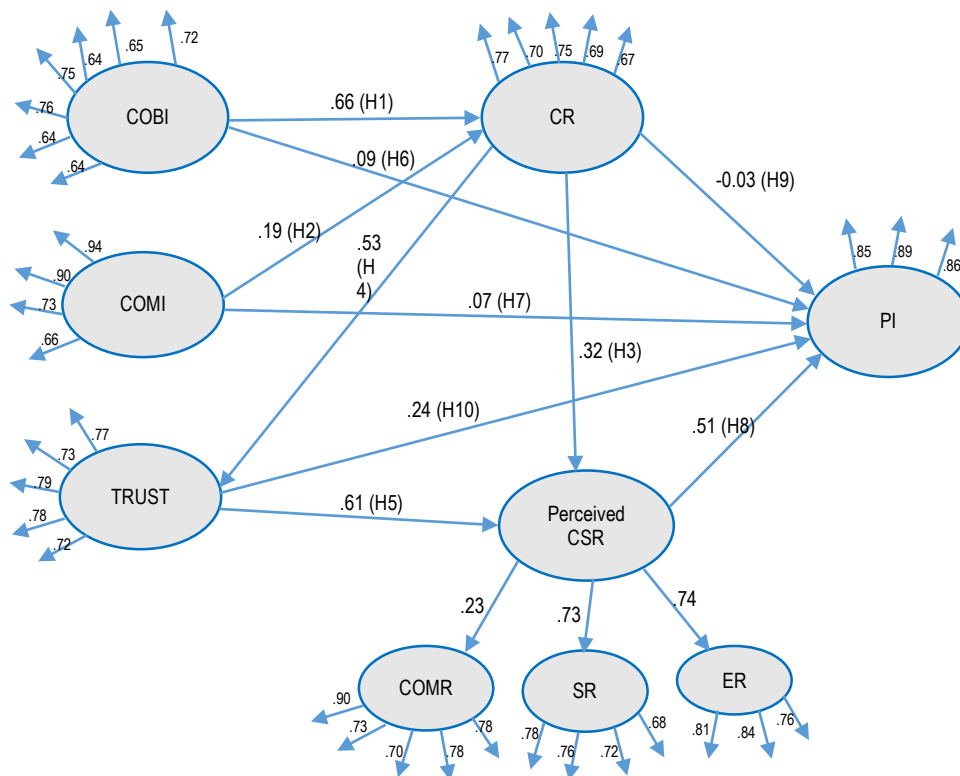 .72
.65
.64
.75
.76
.64
.64
COBI
.66 (H1)
.77
.70
.75
.69
.67
CR
.09 (H6)
-0.03 (H9)
.19 (H2)
.53
(H
4)
.94
.90
.73
.66
COMI
.07 (H7)
.85
.89
.86
PI
.32 (H3)
.24 (H10)
.51 (H8)
.77
.73
.79
.78
.72
TRUST
.61 (H5)
Perceived
CSR
.23
.73
.74
COMR
.90
.73
.70
.78
.78
SR
.78
.76
.72
.68
ER
.81
.84
.76